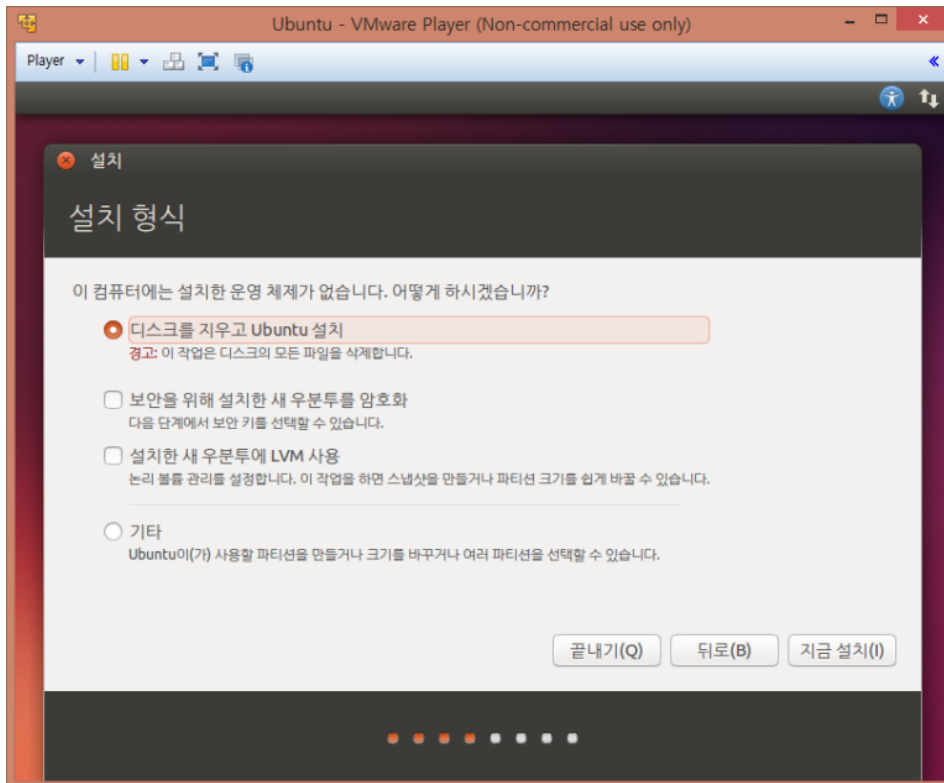 Ubuntu - VMware Player (Non-commercial use only)
Player
설치
설치 형식
이 컴퓨터에는 설치한 운영 체제가 없습니다. 어떻게 하시겠습니까?
디스크를 지우고 Ubuntu 설치
경고: 이 작업은 디스크의 모든 파일을 삭제합니다.
보안을 위해 설치한 새 우분투를 암호화
다음 단계에서 보안 키를 선택할 수 있습니다.
설치한 새 우분투에 LVM 사용
논리 볼륨 관리를 설정합니다. 이 작업을 하면 스냅샷을 만들거나 파티션 크기를 쉽게 바꿀 수 있습니다.
기타
Ubuntu이(가) 사용할 파티션을 만들거나 크기를 바꾸거나 여러 파티션을 선택할 수 있습니다.
끝내기(Q) 뒤로(B) 지금 설치(I)